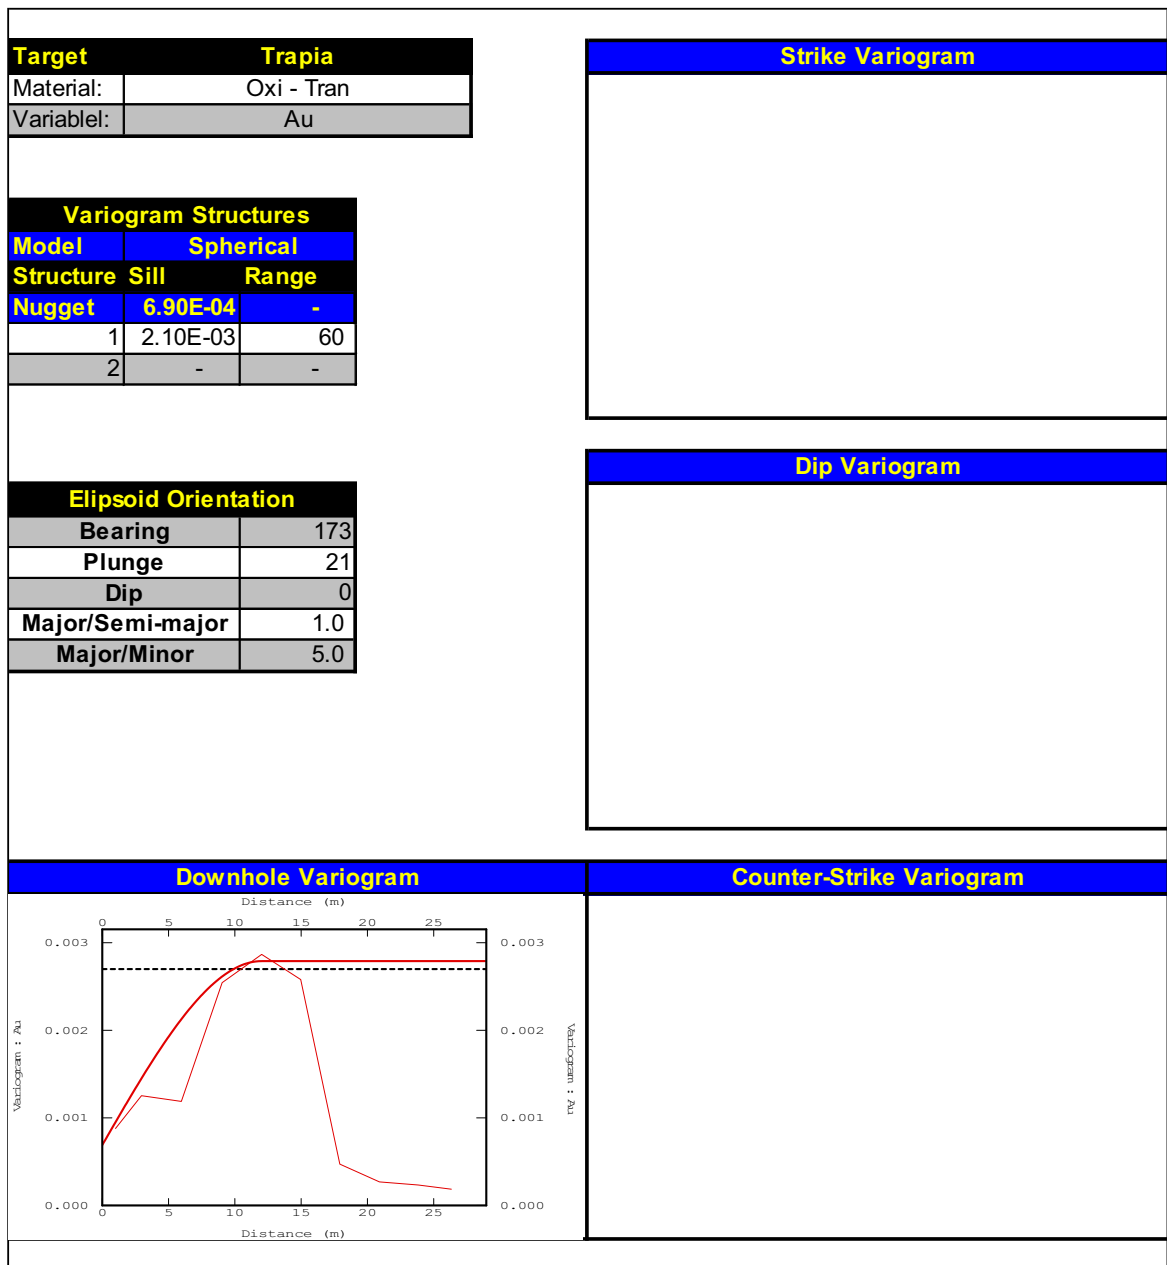 Target Trapia
Material: Oxi - Tran
Variablel: Au
Strike Variogram
Variogram Structures
Model Spherical
Structure Sill Range
Nugget 6.90E-04 -
1 2.10E-03 60
2 - -
Dip Variogram
Elipsoid Orientation
Bearing 173
Plunge 21
Dip 0
Major/Semi-major 1.0
Major/Minor 5.0
Downhole Variogram
Counter-Strike Variogram
Distance (m)
0 5 10 15 20 25
0.003 0.003
0.002 0.002
0.001 0.001
0.000 0.000
Variogram : Au
Variogram : Au
0 5 10 15 20 25
Distance (m)